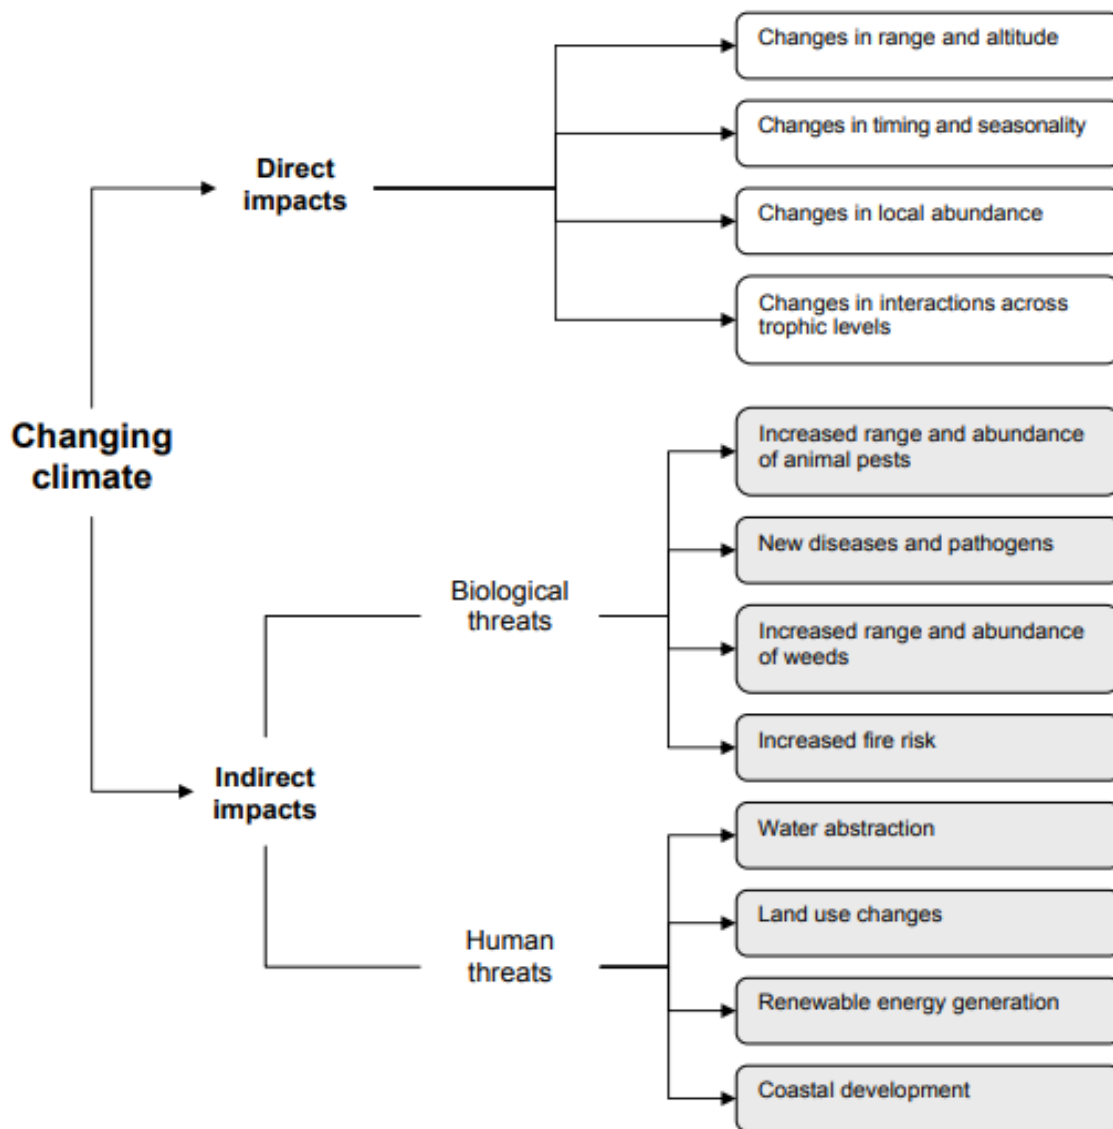 Changes in range and altitude
Changes in timing and seasonality
Direct
impacts
Changes in local abundance
Changes in interactions across
trophic levels
Changing
climate
Increased range and abundance
of animal pests
New diseases and pathogens
Biological
threats
Increased range and abundance
of weeds
Increased fire risk
Indirect
impacts
Water abstraction
Land use changes
Human
threats
Renewable energy generation
Coastal development